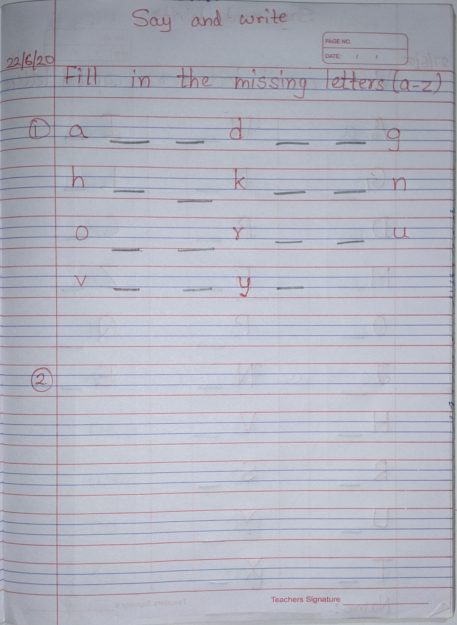 Say and write
PAGE NO.
DATE: / /
22/6/20
Fill in the missing letters (a-z)
① a __ __ d __ __ g
h __ __ k __ __ n
o __ __ r __ __ u
v __ __ y __
②
Teachers Signature